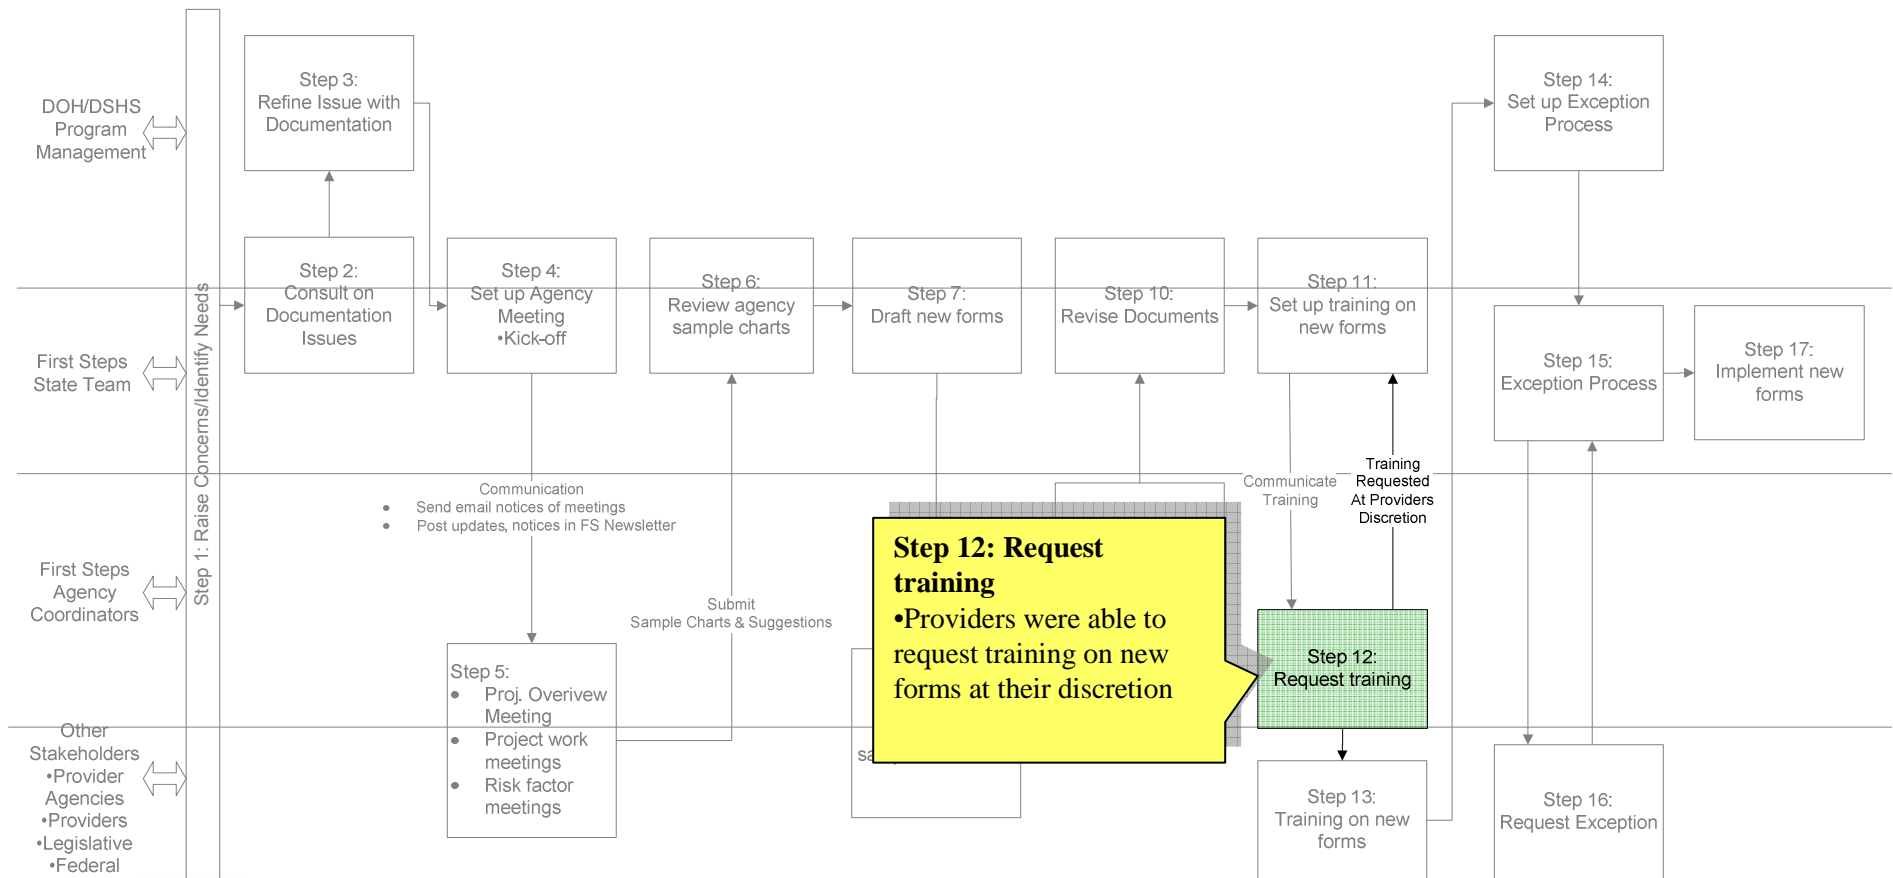 DOH/DSHS
Program
Management
First Steps
State Team
First Steps
Agency
Coordinators
Other
Stakeholders
•Provider
Agencies
•Providers
•Legislative
•Federal
Step 1: Raise Concerns/Identify Needs
Step 3:
Refine Issue with
Documentation
Step 2:
Consult on
Documentation
Issues
Step 4:
Set up Agency
Meeting
•Kick-off
Communication
● Send email notices of meetings
● Post updates, notices in FS Newsletter
Step 5:
● Proj. Overivew
Meeting
● Project work
meetings
● Risk factor
meetings
Submit
Sample Charts & Suggestions
Step 6:
Review agency
sample charts
Step 7:
Draft new forms
Step 10:
Revise Documents
Step 11:
Set up training on
new forms
Communicate
Training
Training
Requested
At Providers
Discretion
Step 12: Request
training
•Providers were able to
request training on new
forms at their discretion
Step 12:
Request training
Step 13:
Training on new
forms
Step 14:
Set up Exception
Process
Step 15:
Exception Process
Step 17:
Implement new
forms
Step 16:
Request Exception